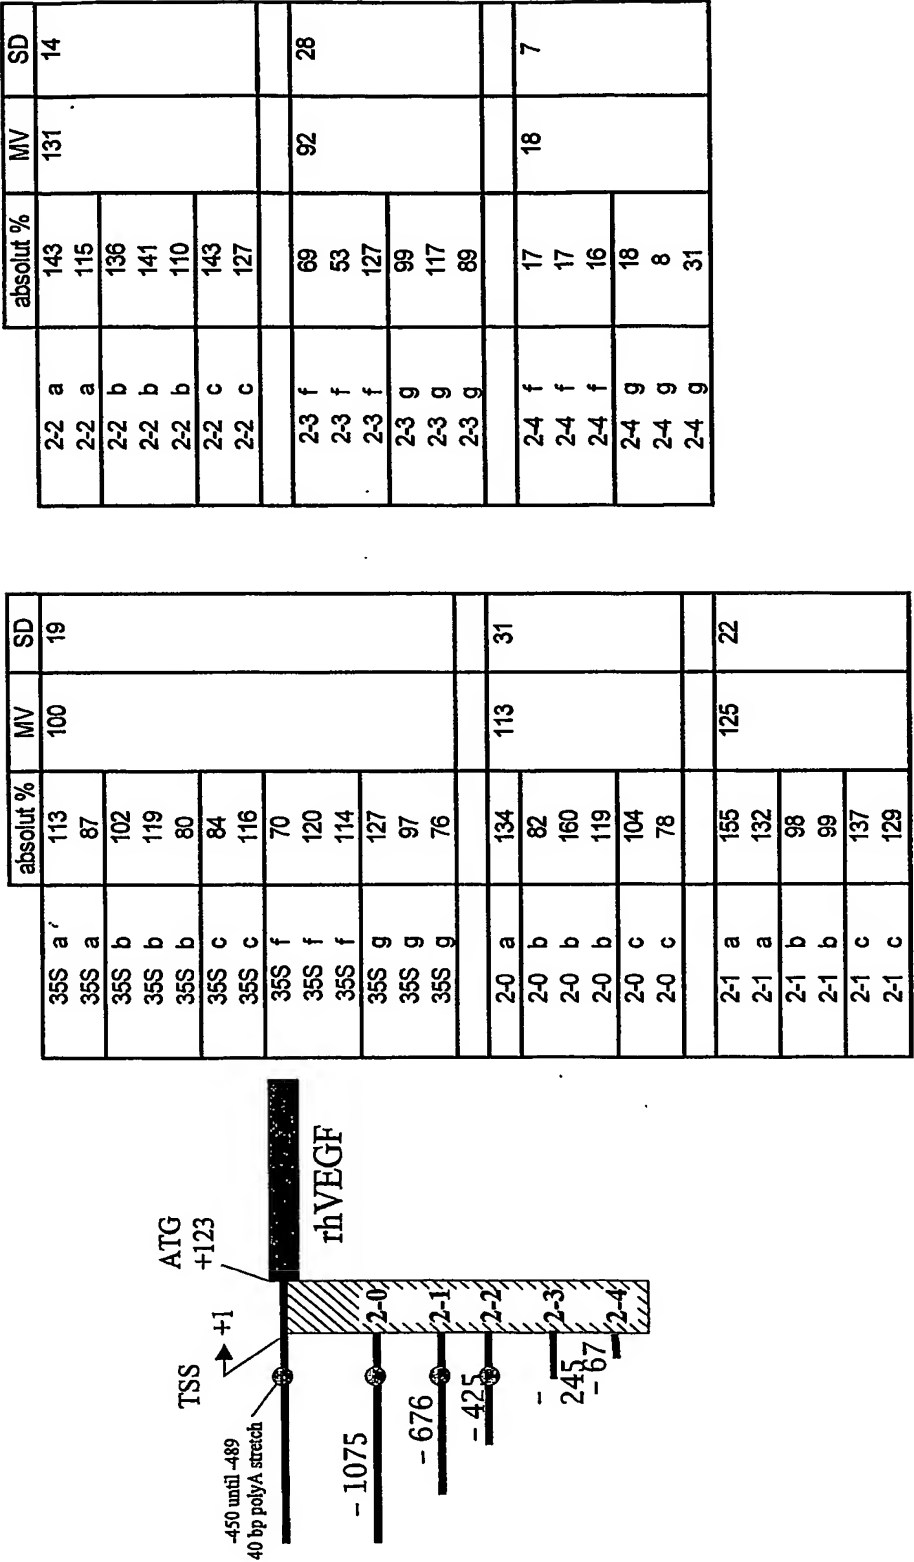 -450 until -489
40 bp polyA stretch
TSS
+1
ATG
+123
rhVEGF
- 1075
2-0
- 676
2-1
- 425
2-2
-
245
2-3
- 67
2-4
absolut % MV SD
35S a 113 100 19
35S a 87
35S b 102
35S b 119
35S b 80
35S c 84
35S c 116
35S f 70
35S f 120
35S f 114
35S g 127
35S g 97
35S g 76
2-0 a 134 113 31
2-0 b 82
2-0 b 160
2-0 b 119
2-0 c 104
2-0 c 78
2-1 a 155 125 22
2-1 a 132
2-1 b 98
2-1 b 99
2-1 c 137
2-1 c 129
absolut % MV SD
2-2 a 143 131 14
2-2 a 115
2-2 b 136
2-2 b 141
2-2 b 110
2-2 c 143
2-2 c 127
2-3 f 69 92 28
2-3 f 53
2-3 f 127
2-3 g 99
2-3 g 117
2-3 g 89
2-4 f 17 18 7
2-4 f 17
2-4 f 16
2-4 g 18
2-4 g 8
2-4 g 31